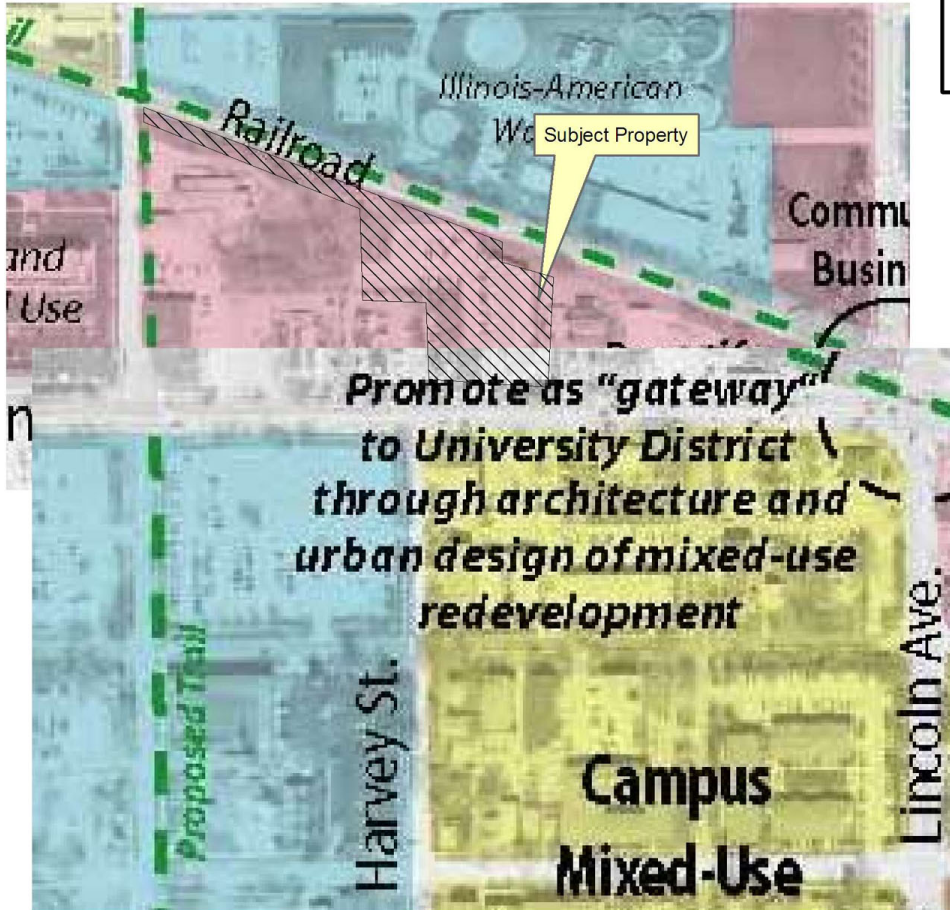 Illinois-American
Subject Property
Railroad
Commu
Busin
and
l Use
Promote as “gateway”
to University District
through architecture and
urban design of mixed-use
redevelopment
Proposed Trail
Harvey St.
Lincoln Ave.
Campus
Mixed-Use